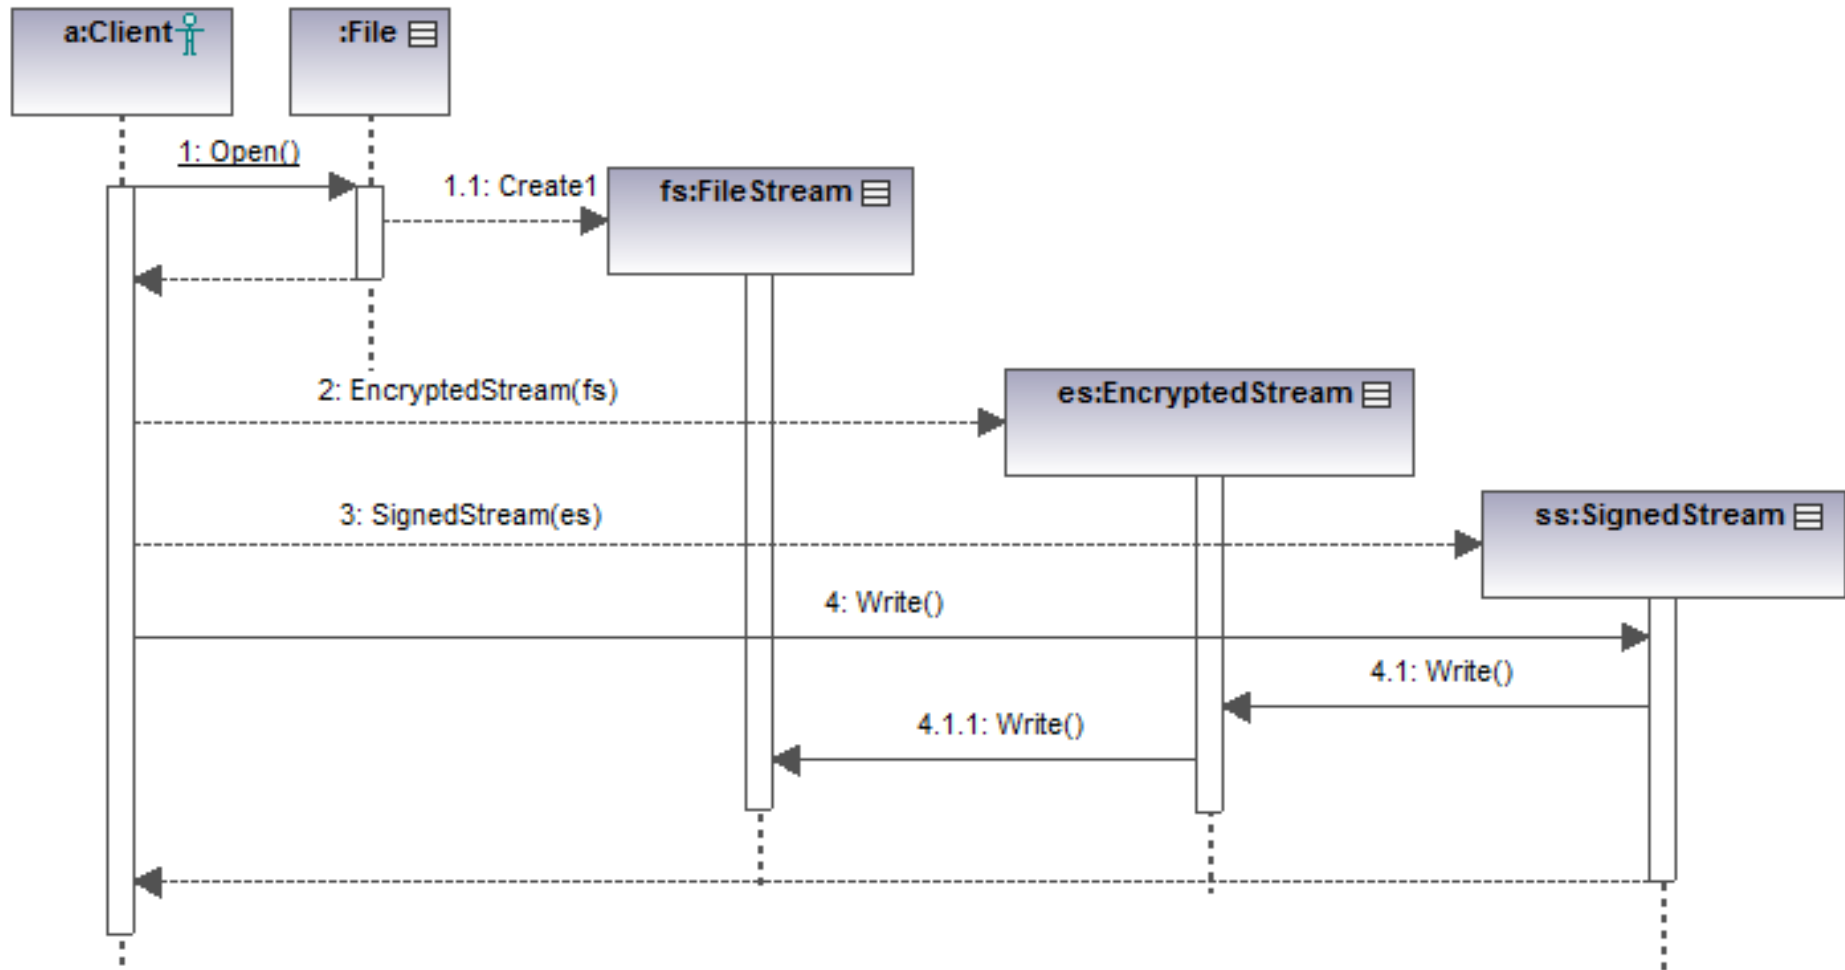 a:Client
:File
1: Open()
1.1: Create1
fs:FileStream
2: EncryptedStream(fs)
es:EncryptedStream
3: SignedStream(es)
ss:SignedStream
4: Write()
4.1: Write()
4.1.1: Write()